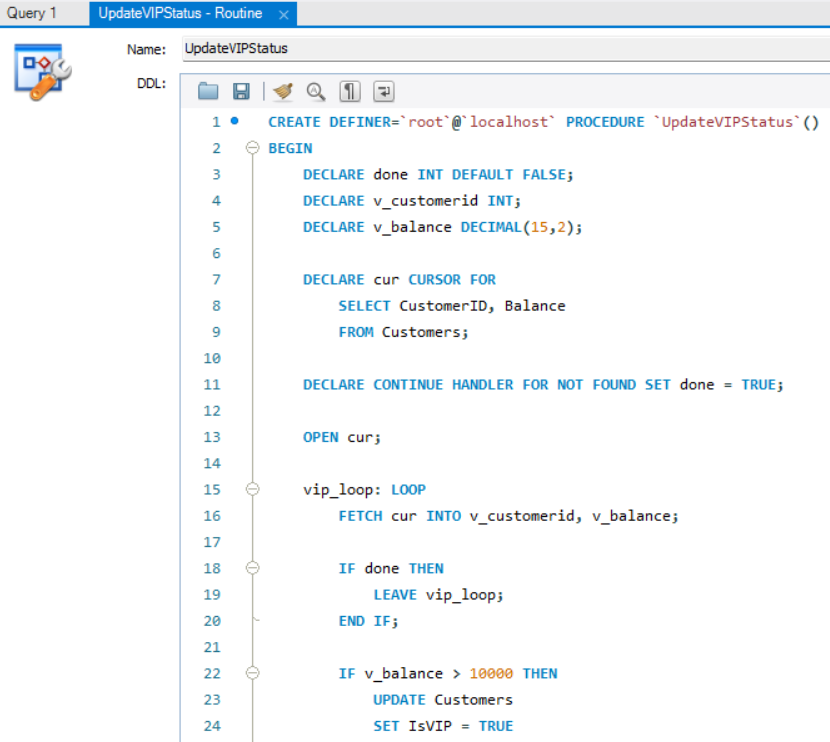 Query 1
UpdateVIPStatus - Routine
Name: UpdateVIPStatus
DDL:
1 CREATE DEFINER=`root`@`localhost` PROCEDURE `UpdateVIPStatus`()
2 BEGIN
3 DECLARE done INT DEFAULT FALSE;
4 DECLARE v_customerid INT;
5 DECLARE v_balance DECIMAL(15,2);
6
7 DECLARE cur CURSOR FOR
8 SELECT CustomerID, Balance
9 FROM Customers;
10
11 DECLARE CONTINUE HANDLER FOR NOT FOUND SET done = TRUE;
12
13 OPEN cur;
14
15 vip_loop: LOOP
16 FETCH cur INTO v_customerid, v_balance;
17
18 IF done THEN
19 LEAVE vip_loop;
20 END IF;
21
22 IF v_balance > 10000 THEN
23 UPDATE Customers
24 SET IsVIP = TRUE